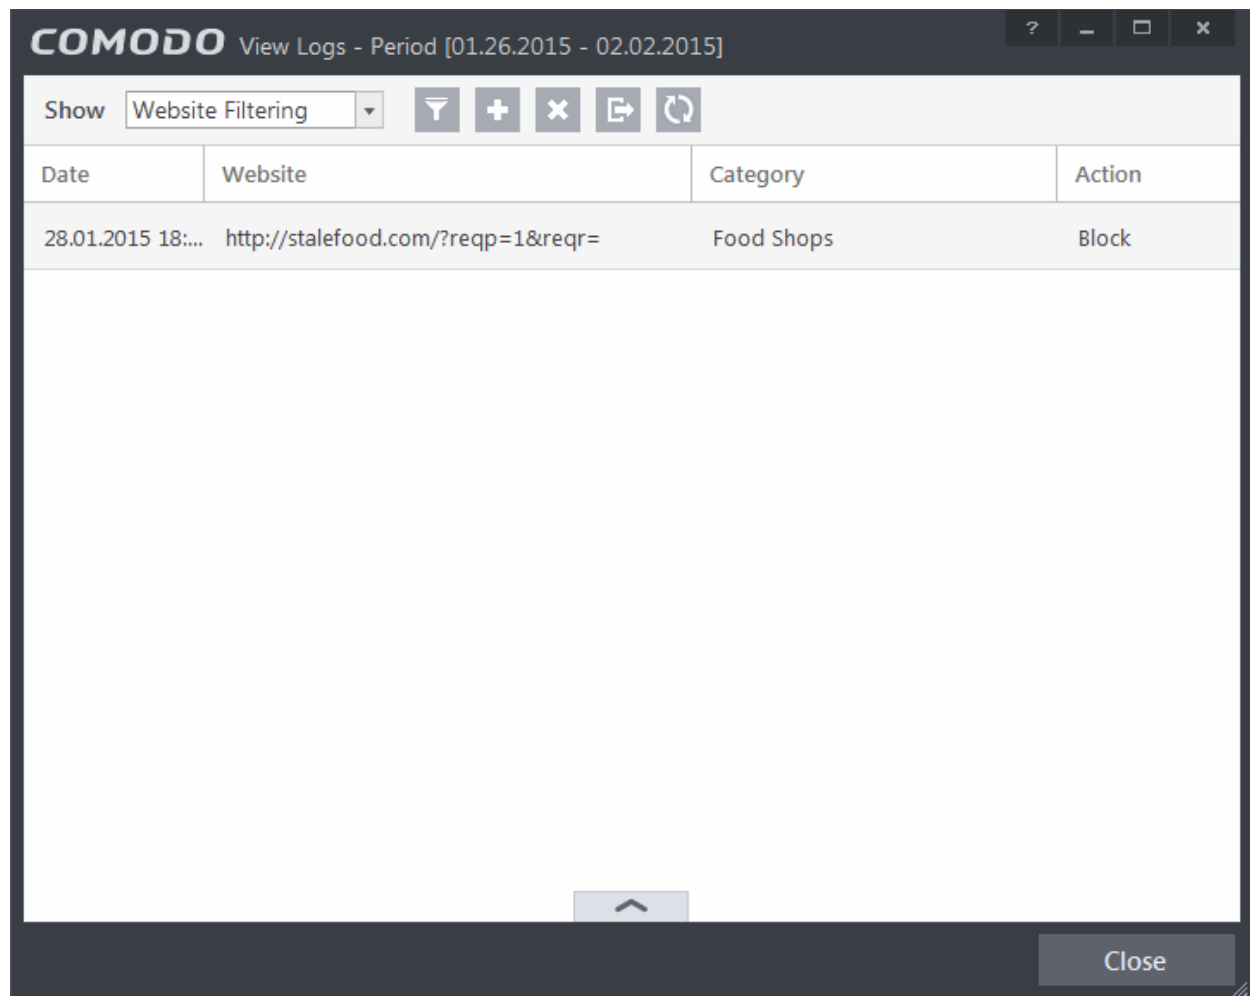 COMODO View Logs - Period [01.26.2015 - 02.02.2015] ?
Show Website Filtering
Date Website Category Action
28.01.2015 18:... http://stalefood.com/?reqp=1&reqr= Food Shops Block
Close